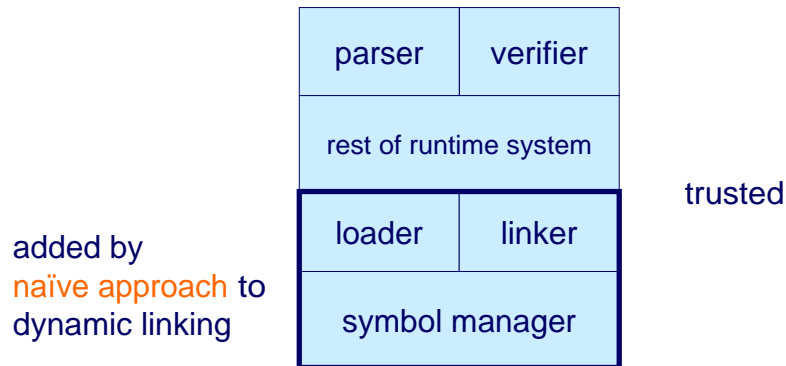 parser verifier
rest of runtime system
trusted
loader linker
added by
naïve approach to
dynamic linking
symbol manager